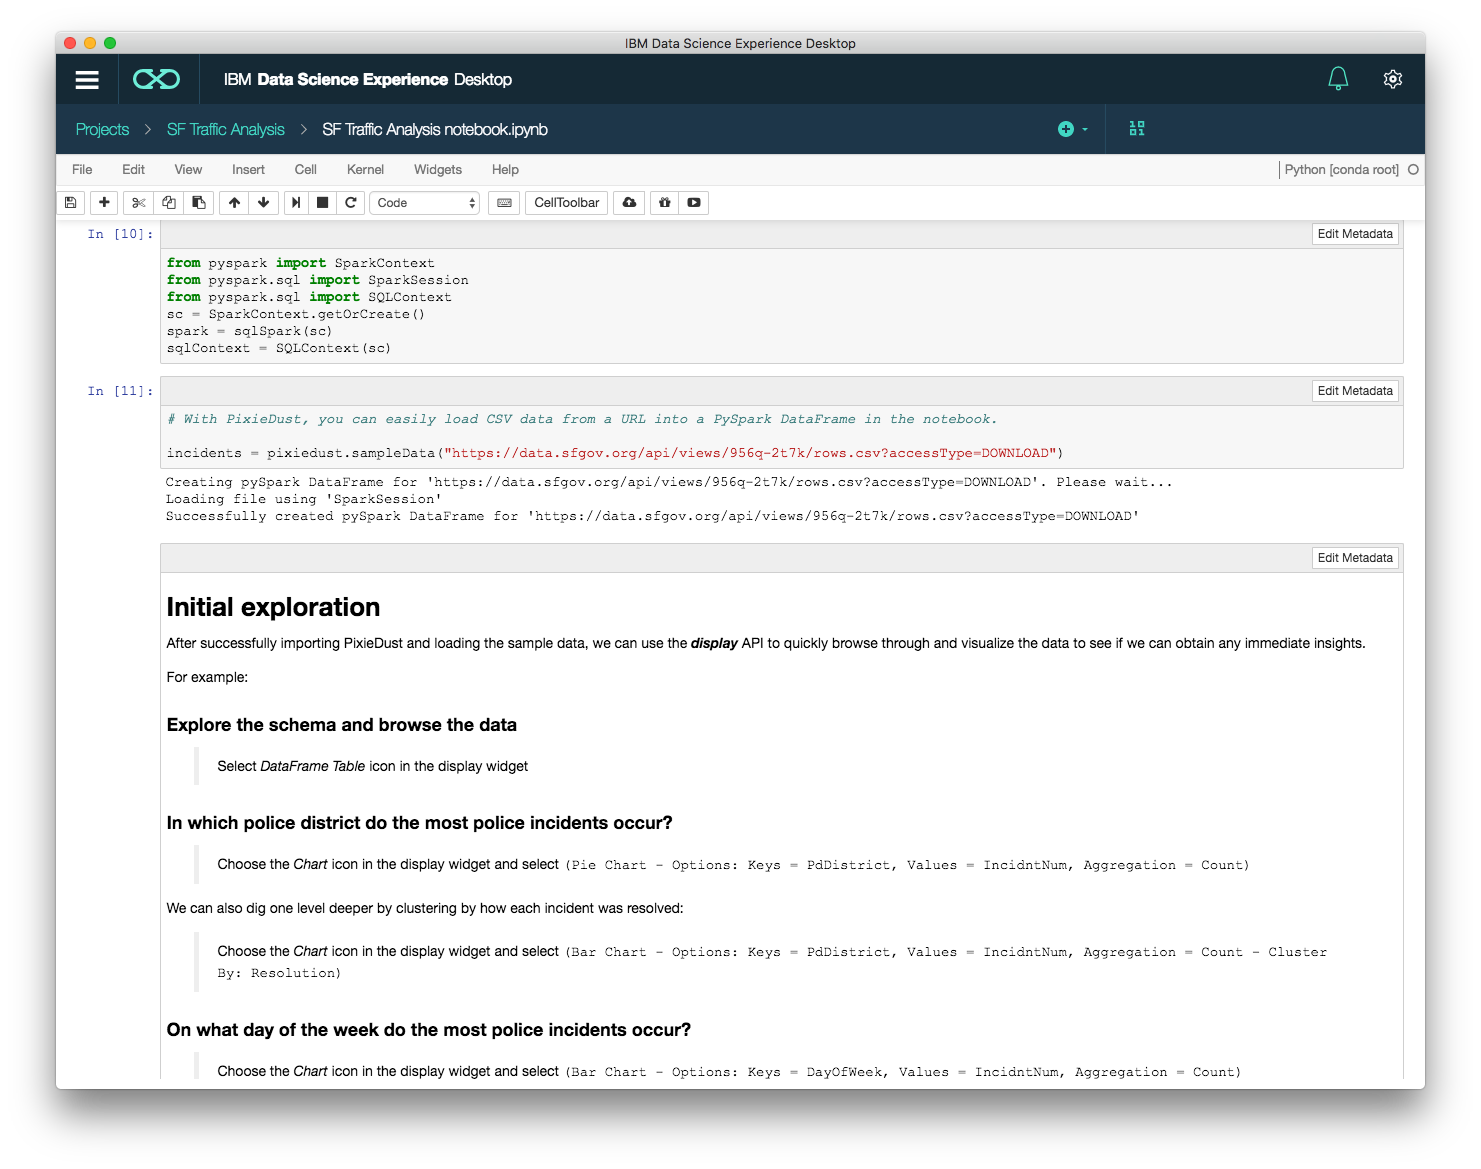 IBM Data Science Experience Desktop
IBM Data Science Experience Desktop
Projects > SF Traffic Analysis > SF Traffic Analysis notebook.ipynb
File Edit View Insert Cell Kernel Widgets Help Python [conda root]
Code CellToolbar
In [10]:
Edit Metadata
from pyspark import SparkContext
from pyspark.sql import SparkSession
from pyspark.sql import SQLContext
sc = SparkContext.getOrCreate()
spark = sqlSpark(sc)
sqlContext = SQLContext(sc)
In [11]:
Edit Metadata
# With PixieDust, you can easily load CSV data from a URL into a PySpark DataFrame in the notebook.
incidents = pixiedust.sampleData("https://data.sfgov.org/api/views/956q-2t7k/rows.csv?accessType=DOWNLOAD")
Creating pySpark DataFrame for 'https://data.sfgov.org/api/views/956q-2t7k/rows.csv?accessType=DOWNLOAD'. Please wait...
Loading file using 'SparkSession'
Successfully created pySpark DataFrame for 'https://data.sfgov.org/api/views/956q-2t7k/rows.csv?accessType=DOWNLOAD'
Edit Metadata
Initial exploration
After successfully importing PixieDust and loading the sample data, we can use the display API to quickly browse through and visualize the data to see if we can obtain any immediate insights.
For example:
Explore the schema and browse the data
Select DataFrame Table icon in the display widget
In which police district do the most police incidents occur?
Choose the Chart icon in the display widget and select (Pie Chart - Options: Keys = PdDistrict, Values = IncidntNum, Aggregation = Count)
We can also dig one level deeper by clustering by how each incident was resolved:
Choose the Chart icon in the display widget and select (Bar Chart - Options: Keys = PdDistrict, Values = IncidntNum, Aggregation = Count - Cluster
By: Resolution)
On what day of the week do the most police incidents occur?
Choose the Chart icon in the display widget and select (Bar Chart - Options: Keys = DayOfWeek, Values = IncidntNum, Aggregation = Count)